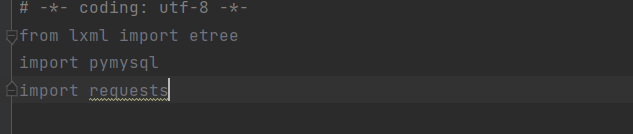 # -*- coding: utf-8 -*-
from lxml import etree
import pymysql
import requests